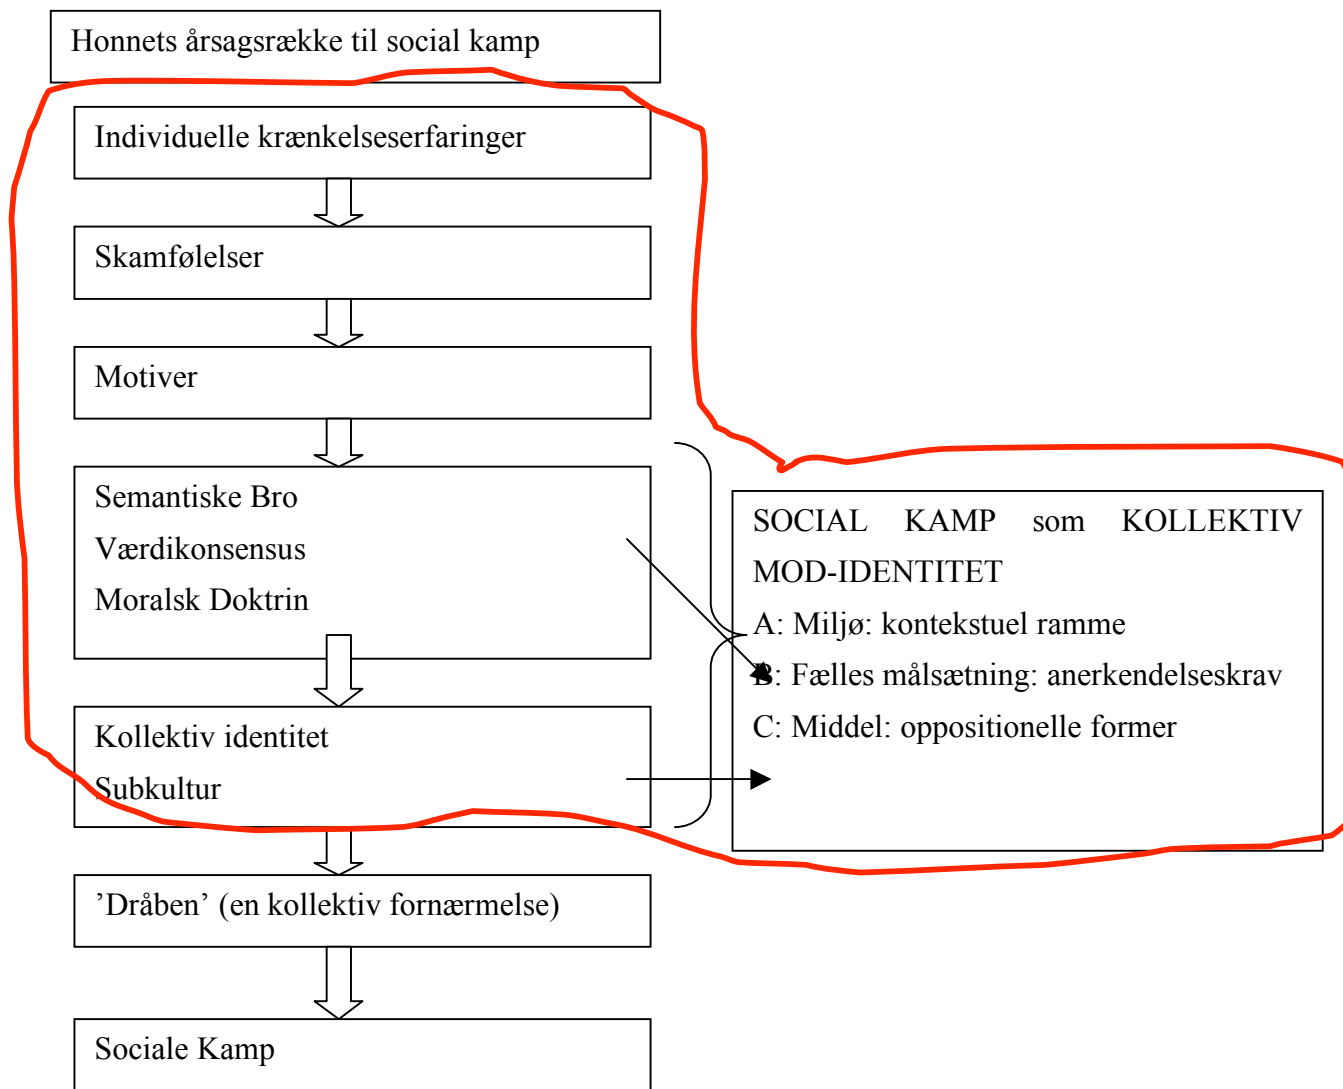 Honnets årsagsrække til social kamp
Individuelle krænkelseserfaringer
Skamfølelser
Motiver
Semantiske Bro
Værdikonsensus
Moralsk Doktrin
Kollektiv identitet
Subkultur
’Dråben’ (en kollektiv fornærmelse)
Sociale Kamp
SOCIAL KAMP som KOLLEKTIV
MOD-IDENTITET
A: Miljø: kontekstuel ramme
B: Fælles målsætning: anerkendelseskrav
C: Middel: oppositionelle former